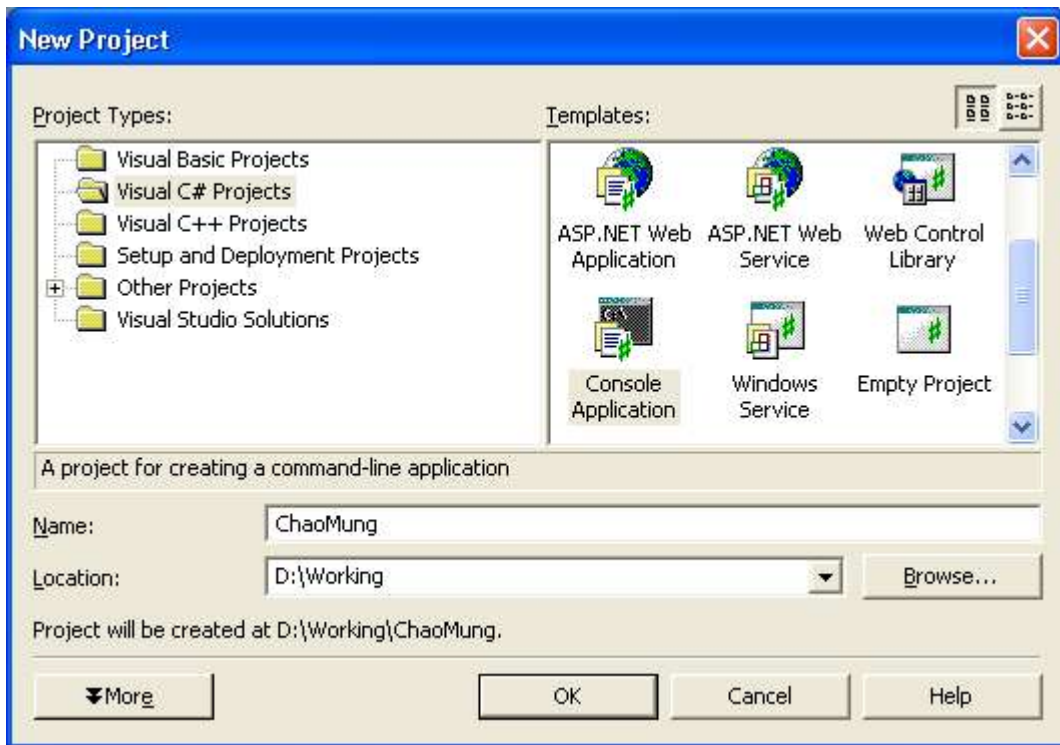 New Project
Project Types:
Templates:
Visual Basic Projects
Visual C# Projects
Visual C++ Projects
Setup and Deployment Projects
Other Projects
Visual Studio Solutions
ASP.NET Web
Application
ASP.NET Web
Service
Web Control
Library
Console
Application
Windows
Service
Empty Project
A project for creating a command-line application
Name:
ChaoMung
Location:
D:\Working
Browse...
Project will be created at D:\Working\ChaoMung.
More
OK
Cancel
Help